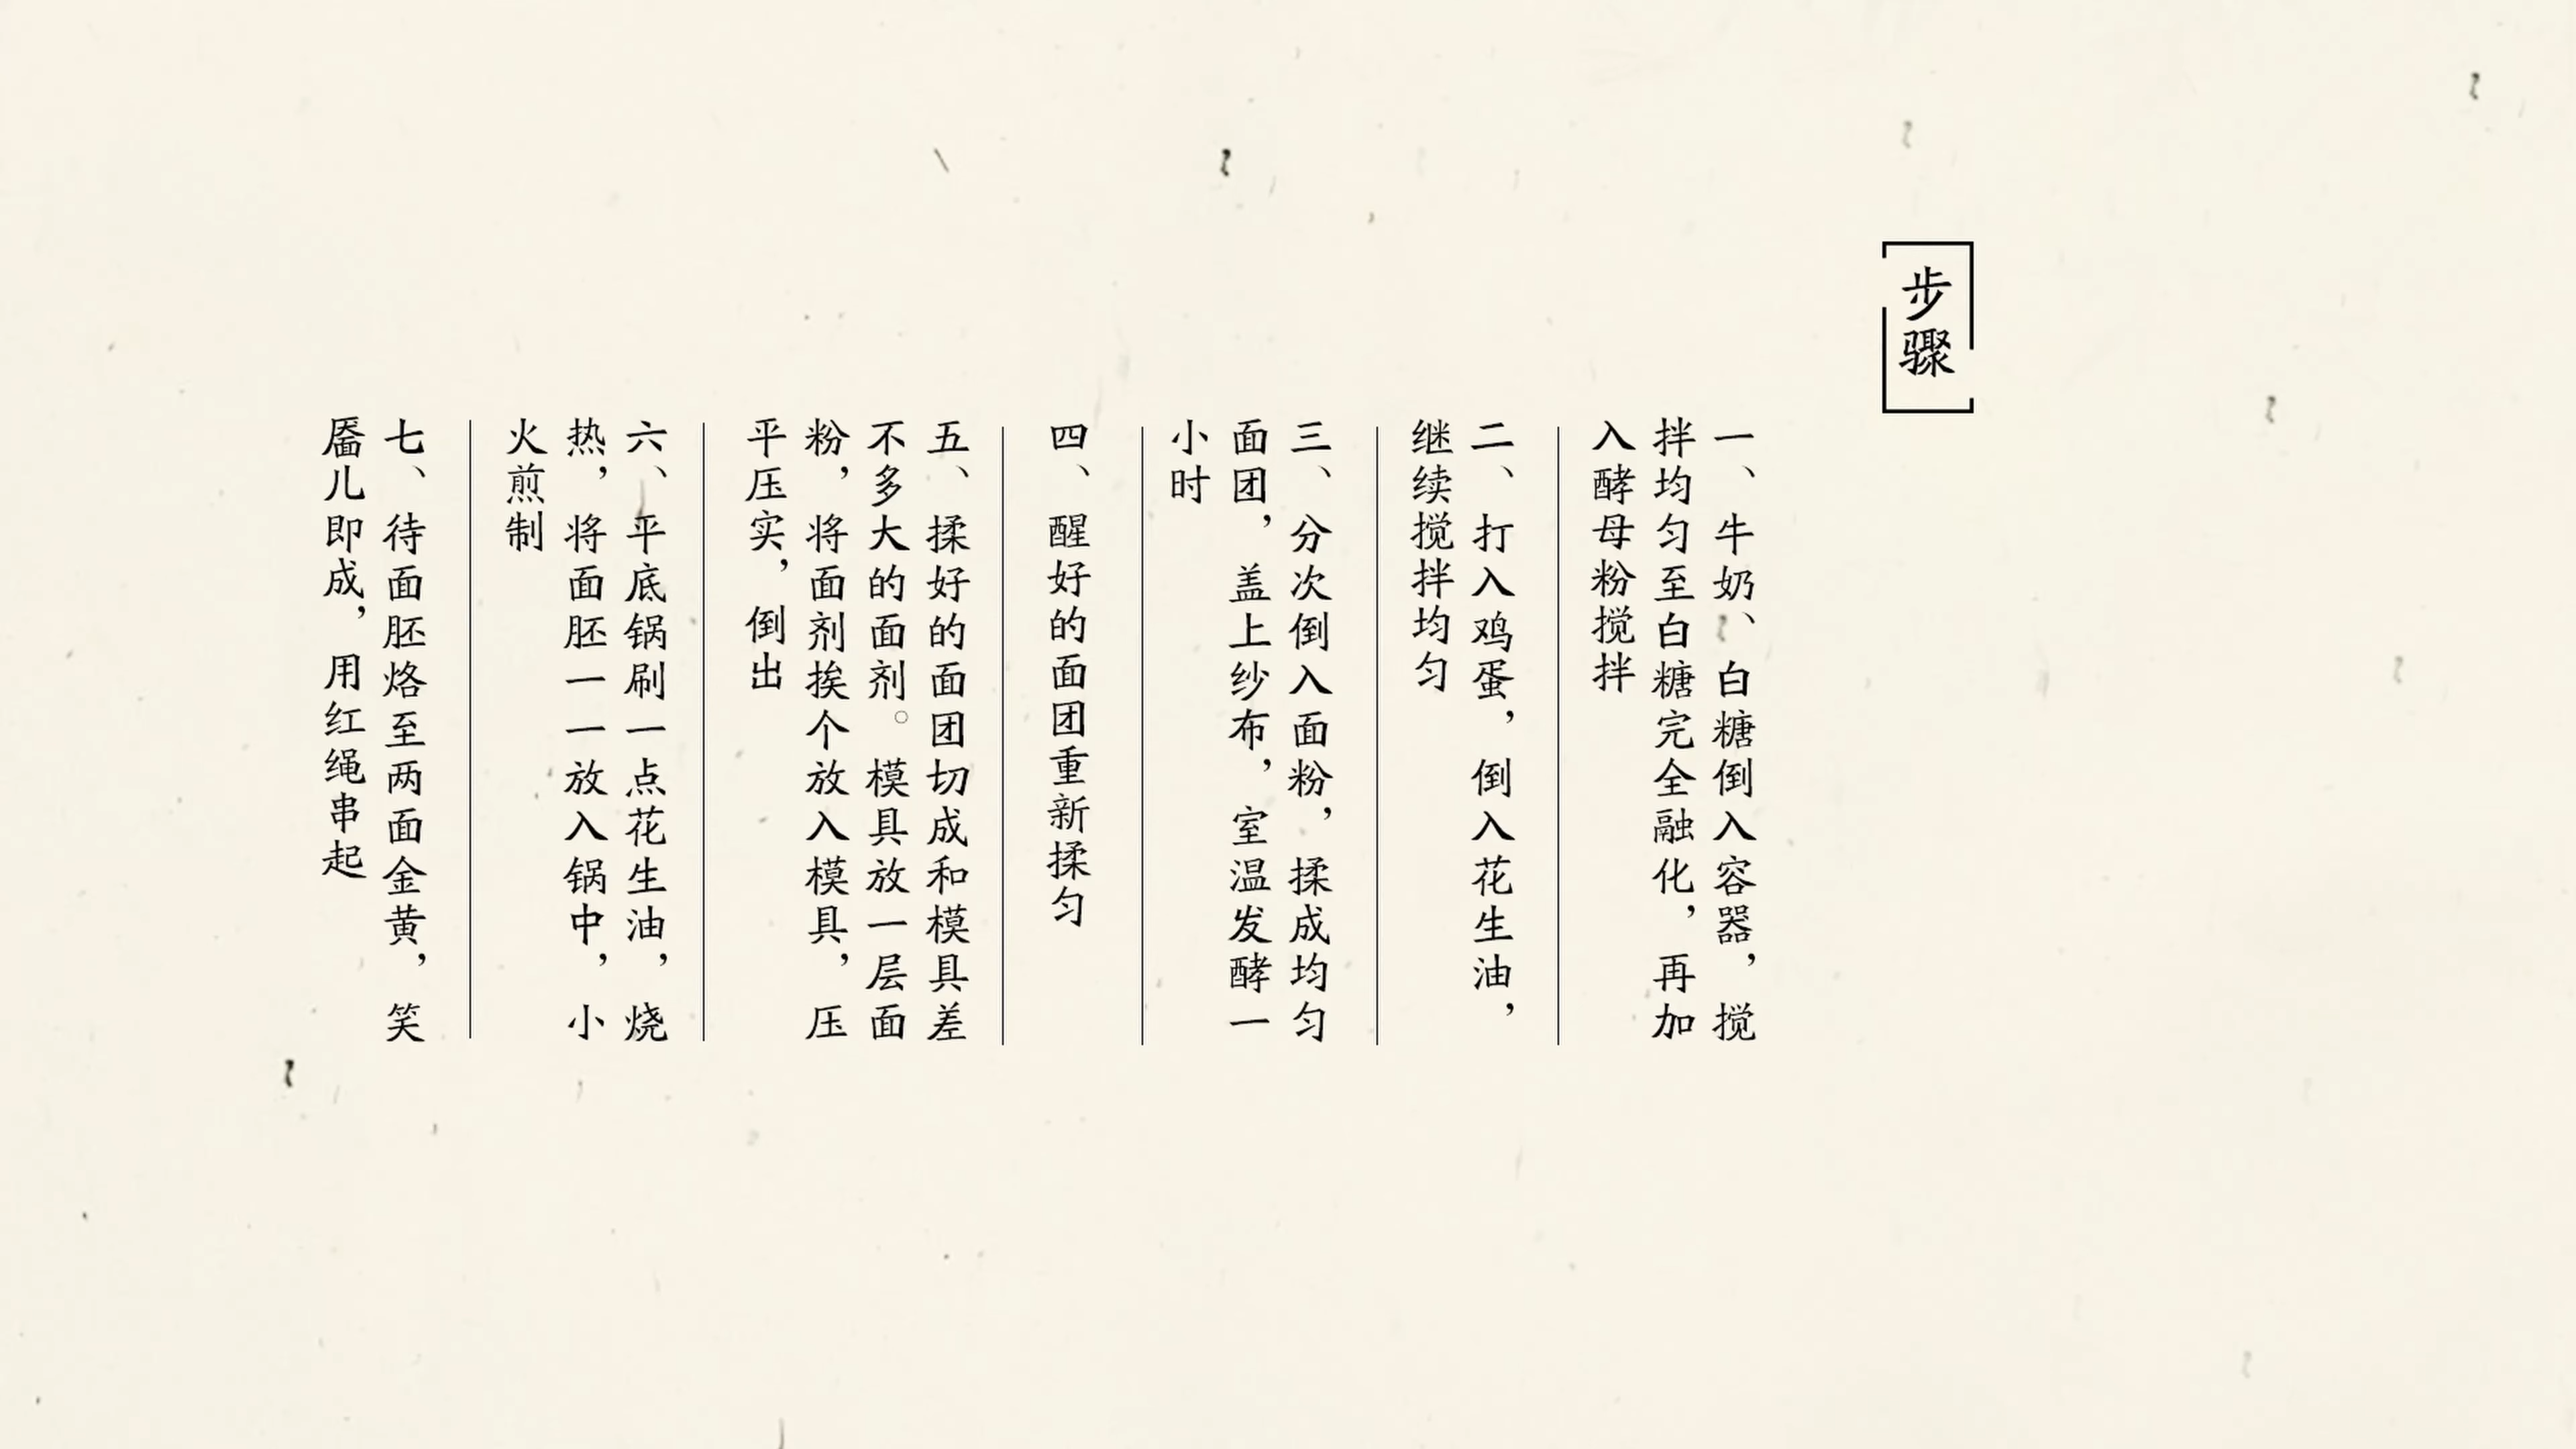 步骤
一、牛奶、白糖倒入容器，搅
拌均匀至白糖完全融化，再加
入酵母粉搅拌
二、打入鸡蛋，倒入花生油，
继续搅拌均匀
三、分次倒入面粉，揉成均匀
面团，盖上纱布，室温发酵一
小时
四、醒好的面团重新揉匀
五、揉好的面团切成和模具差
不多大的面剂。模具放一层面
粉，将面剂挨个放入模具，压
平压实，倒出
六、平底锅刷一点花生油，烧
热，将面胚一一放入锅中，小
火煎制
七、待面胚烙至两面金黄，笑
靥儿即成，用红绳串起